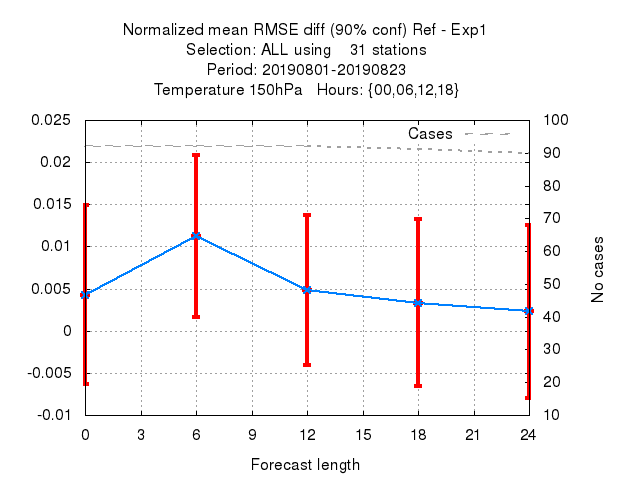 Normalized mean RMSE diff (90% conf) Ref - Exp1
Selection: ALL using    31 stations
Period: 20190801-20190823
Temperature 150hPa   Hours: {00,06,12,18}
Cases
0.025
0.02
0.015
0.01
0.005
0
-0.005
-0.01
100
90
80
70
60
50
40
30
20
10
No cases
0 3 6 9 12 15 18 21 24
Forecast length